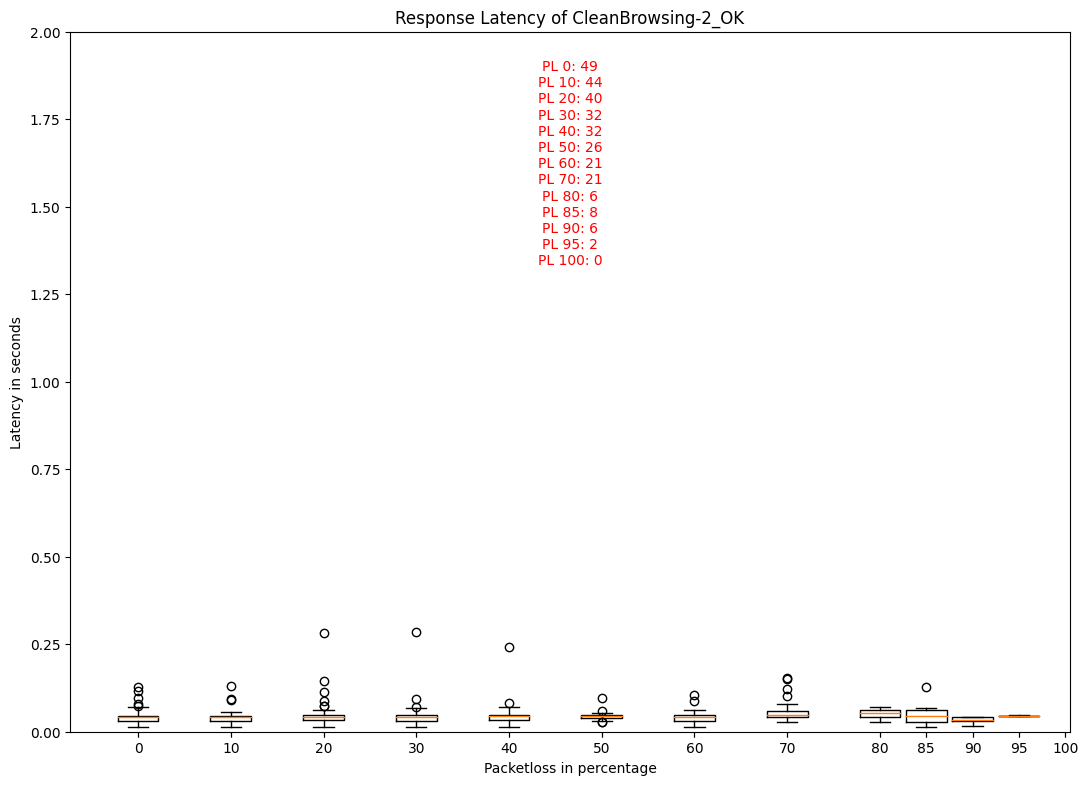 Response Latency of CleanBrowsing-2_OK
2.00
1.75
1.50
1.25
1.00
0.75
0.50
0.25
0.00
Latency in seconds
PL 0: 49
PL 10: 44
PL 20: 40
PL 30: 32
PL 40: 32
PL 50: 26
PL 60: 21
PL 70: 21
PL 80: 6
PL 85: 8
PL 90: 6
PL 95: 2
PL 100: 0
0 10 20 30 40 50 60 70 80 85 90 95 100
Packetloss in percentage